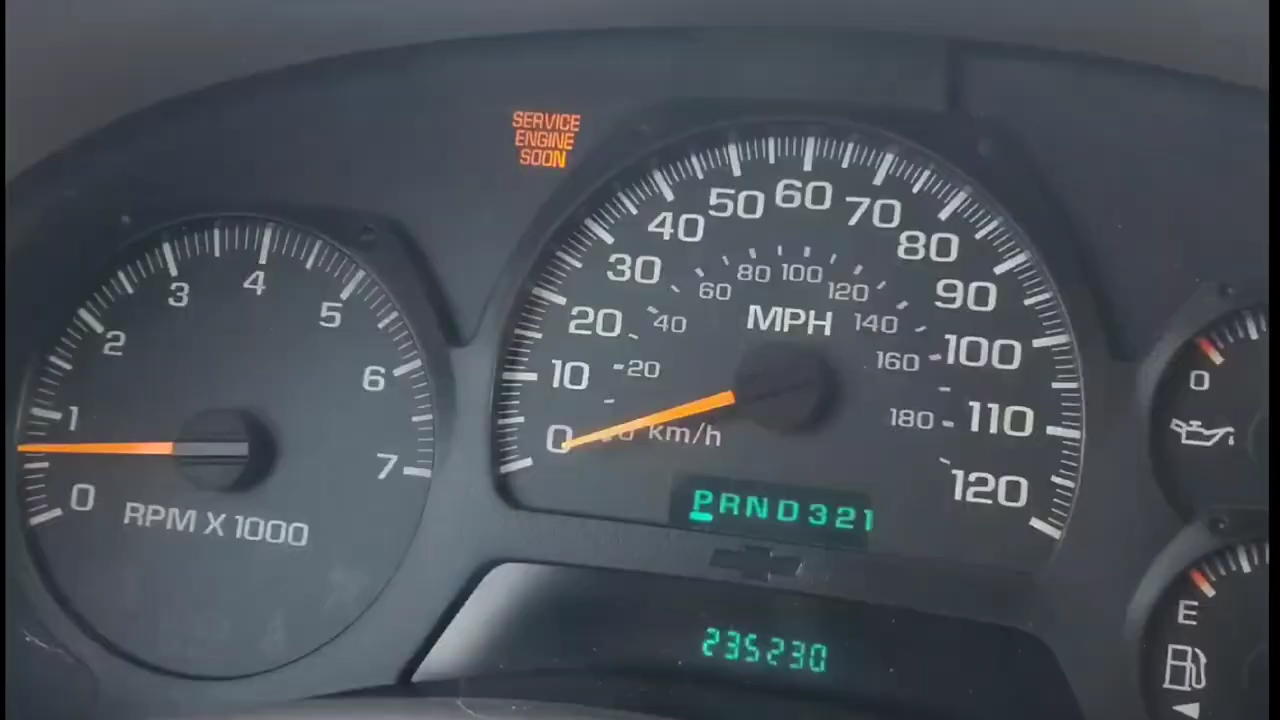 SERVICE
ENGINE
SOON
0 1 2 3 4 5 6 7
RPM X 1000
0 10 20 30 40 50 60 70 80 90 100 110 120
20 40 60 80 100 120 140 160 180
MPH
km/h
PRND321
235230
0
E